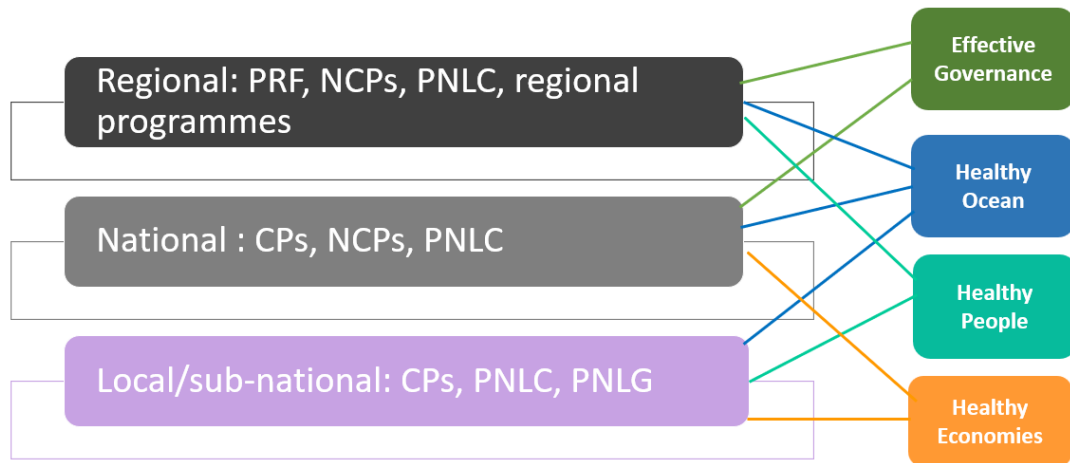 Regional: PRF, NCPs, PNLC, regional
programmes
National : CPs, NCPs, PNLC
Local/sub-national: CPs, PNLC, PNLG
Effective
Governance
Healthy
Ocean
Healthy
People
Healthy
Economies